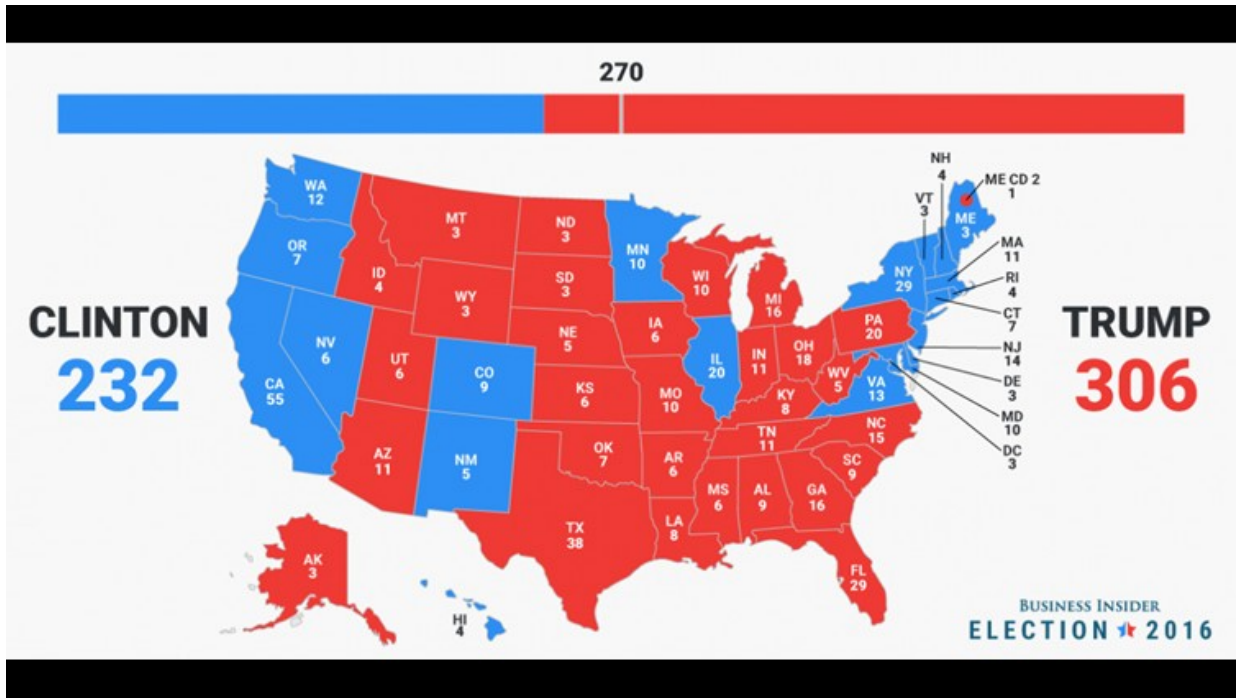 270
CLINTON
232
TRUMP
306
WA
12
OR
7
CA
55
NV
6
ID
4
MT
3
WY
3
UT
6
AZ
11
CO
9
NM
5
ND
3
SD
3
NE
5
KS
6
OK
7
TX
38
MN
10
IA
6
MO
10
AR
6
LA
8
WI
10
IL
20
MI
16
IN
11
OH
18
KY
8
TN
11
MS
6
AL
9
GA
16
FL
29
SC
9
NC
15
VA
13
WV
5
PA
20
NY
29
VT
3
NH
4
ME CD 2
1
ME
3
MA
11
RI
4
CT
7
NJ
14
DE
3
MD
10
DC
3
AK
3
HI
4
BUSINESS INSIDER
ELECTION 2016